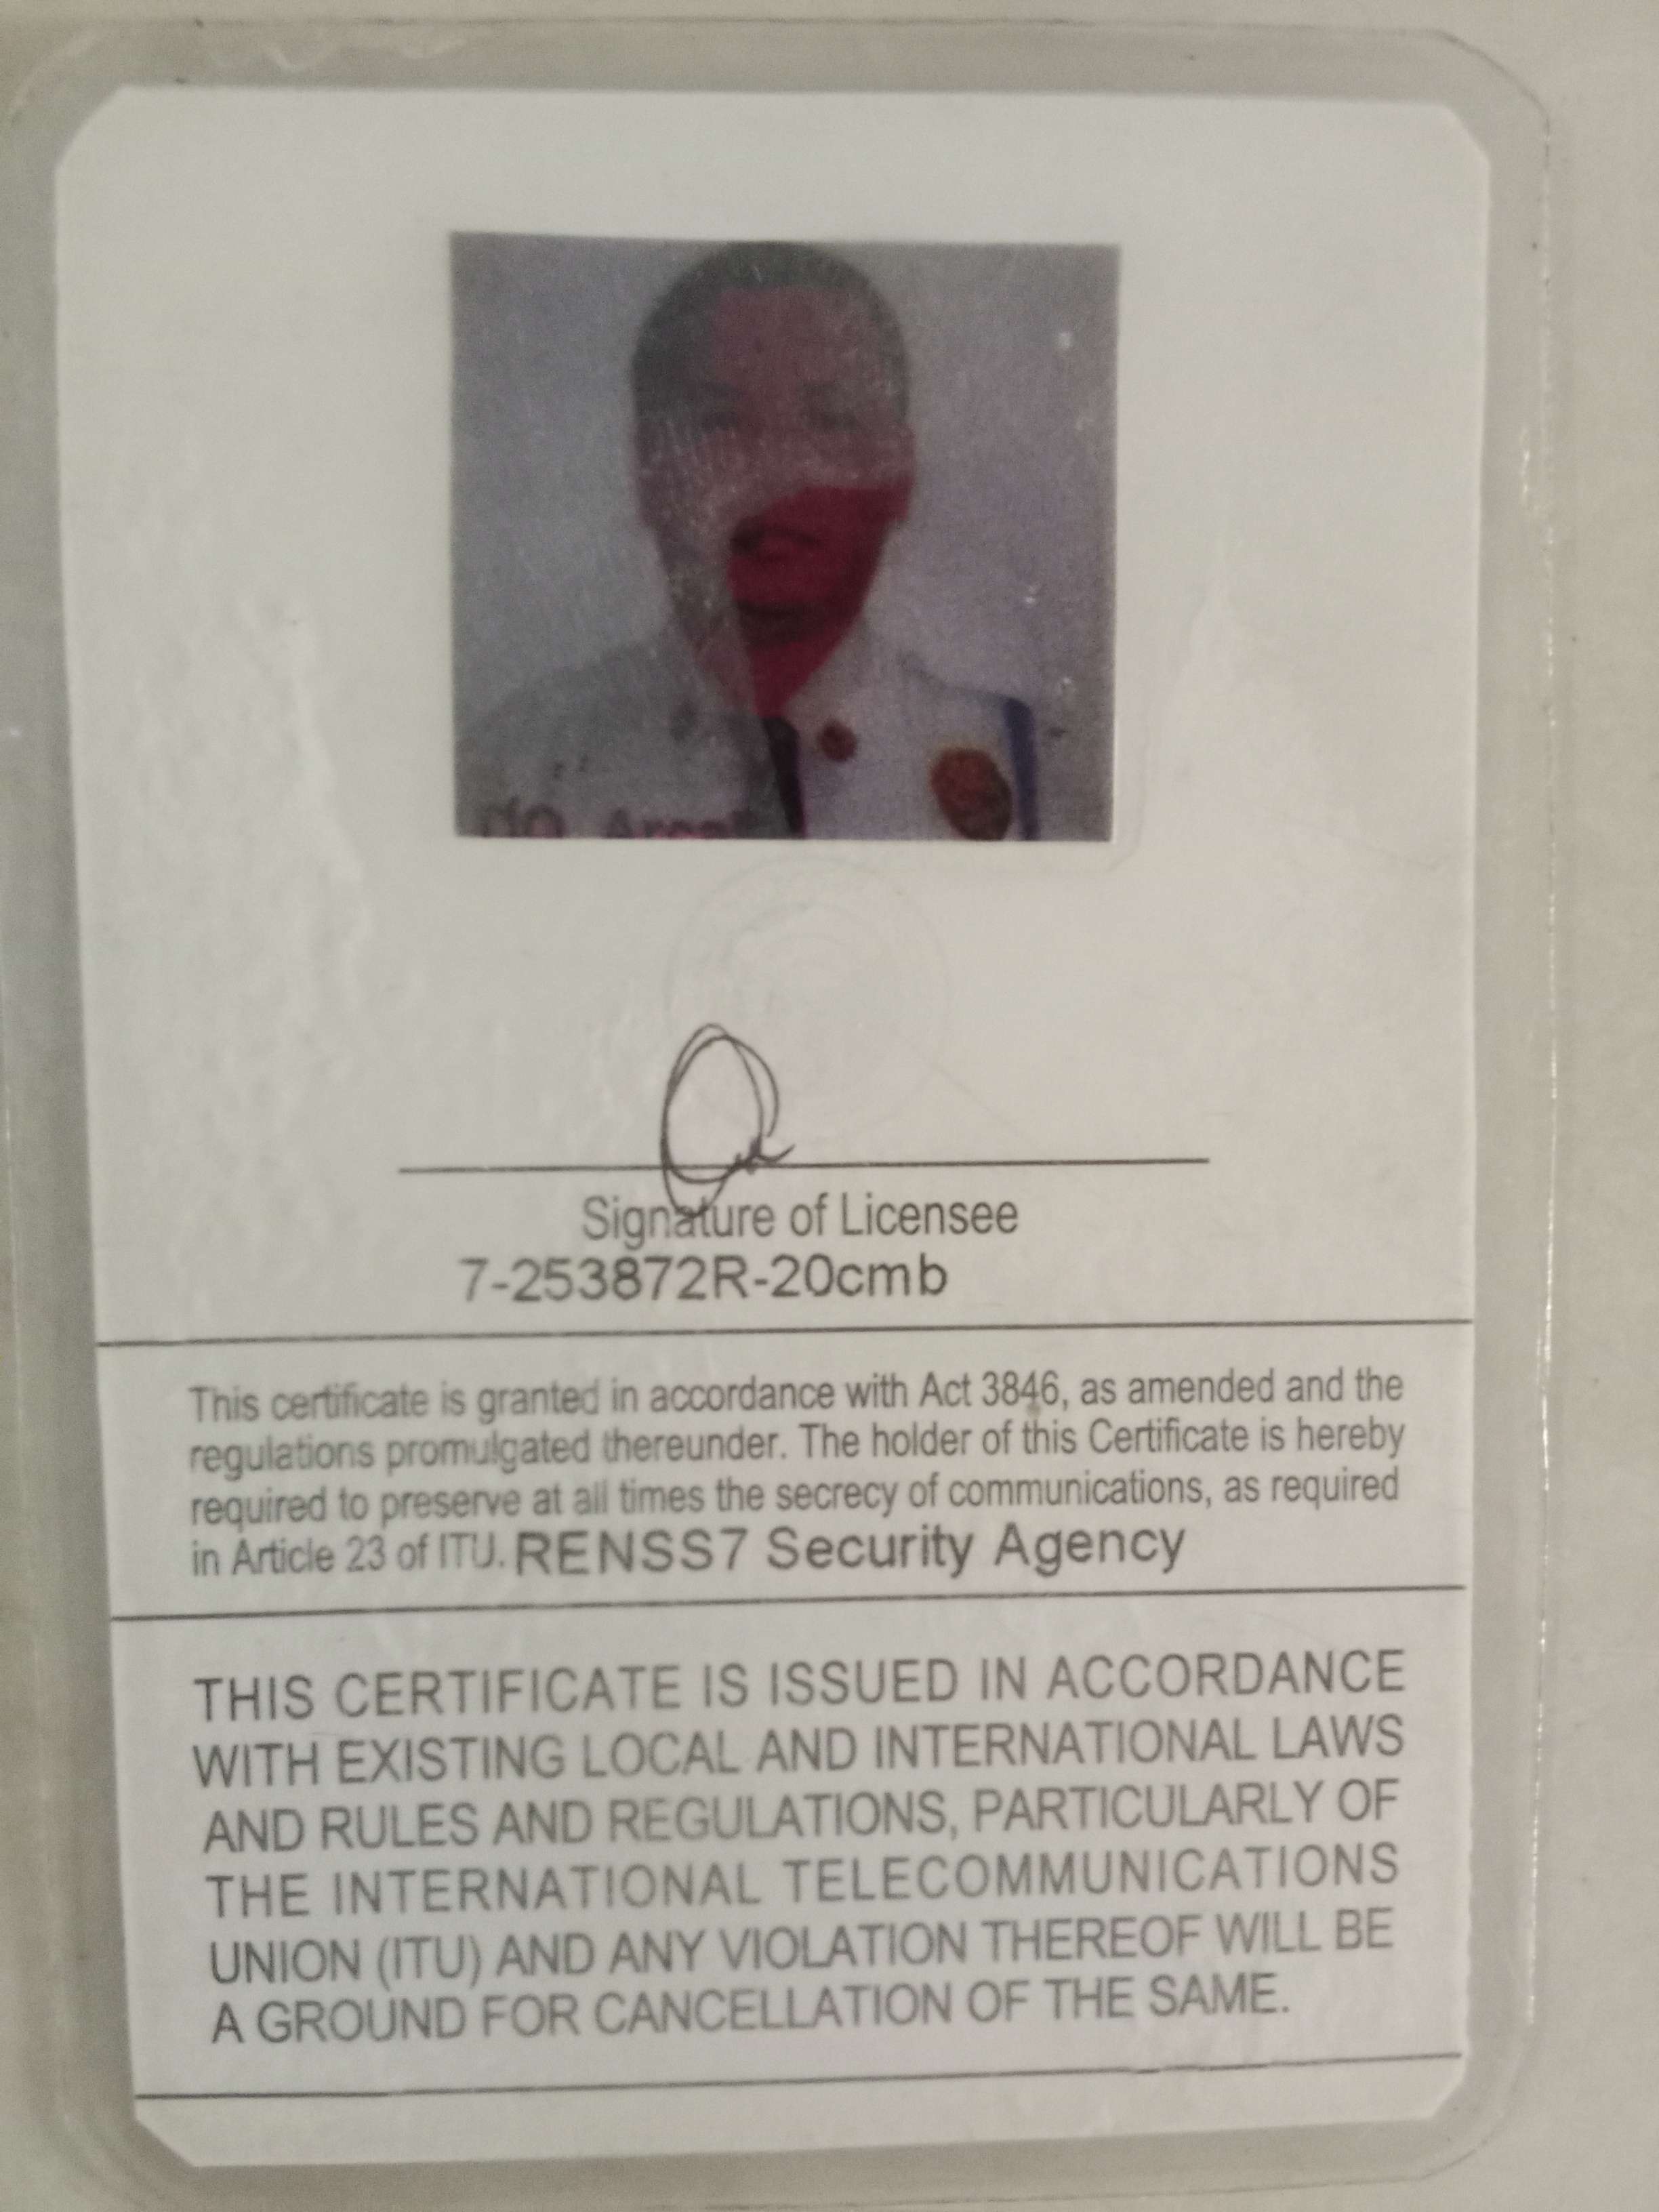 Signature of Licensee
7-253872R-20cmb
This certificate is granted in accordance with Act 3846, as amended and the
regulations promulgated thereunder. The holder of this Certificate is hereby
required to preserve at all times the secrecy of communications, as required
in Article 23 of ITU. RENSS7 Security Agency
THIS CERTIFICATE IS ISSUED IN ACCORDANCE
WITH EXISTING LOCAL AND INTERNATIONAL LAWS
AND RULES AND REGULATIONS, PARTICULARLY OF
THE INTERNATIONAL TELECOMMUNICATIONS
UNION (ITU) AND ANY VIOLATION THEREOF WILL BE
A GROUND FOR CANCELLATION OF THE SAME.